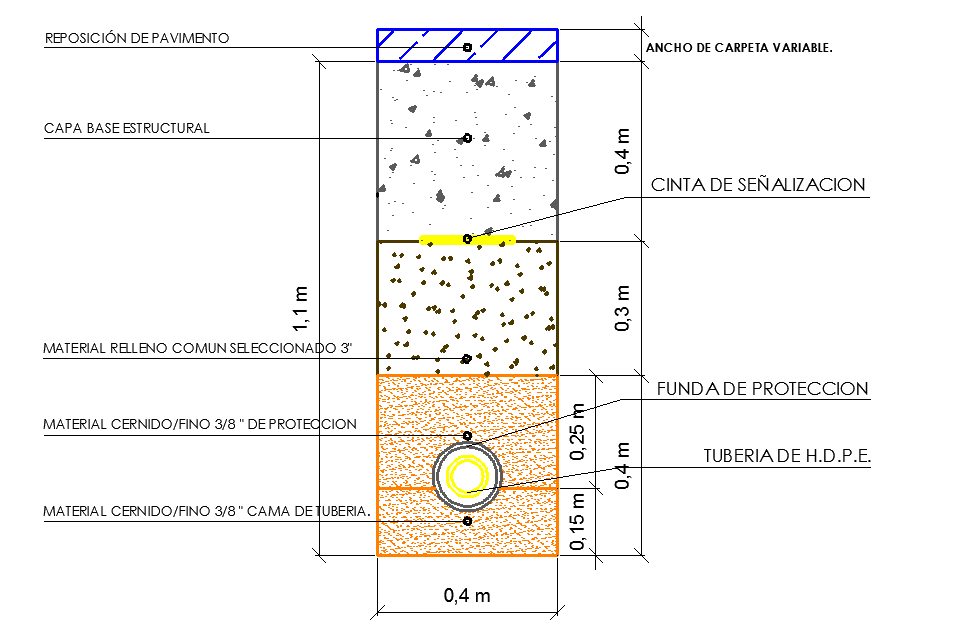 REPOSICIÓN DE PAVIMENTO
ANCHO DE CARPETA VARIABLE.
CAPA BASE ESTRUCTURAL
0,4 m
CINTA DE SEÑALIZACION
1,1 m
0,3 m
MATERIAL RELLENO COMUN SELECCIONADO 3"
FUNDA DE PROTECCION
MATERIAL CERNIDO/FINO 3/8 " DE PROTECCION
0,25 m
0,4 m
TUBERIA DE H.D.P.E.
MATERIAL CERNIDO/FINO 3/8 " CAMA DE TUBERIA.
0,15 m
0,4 m